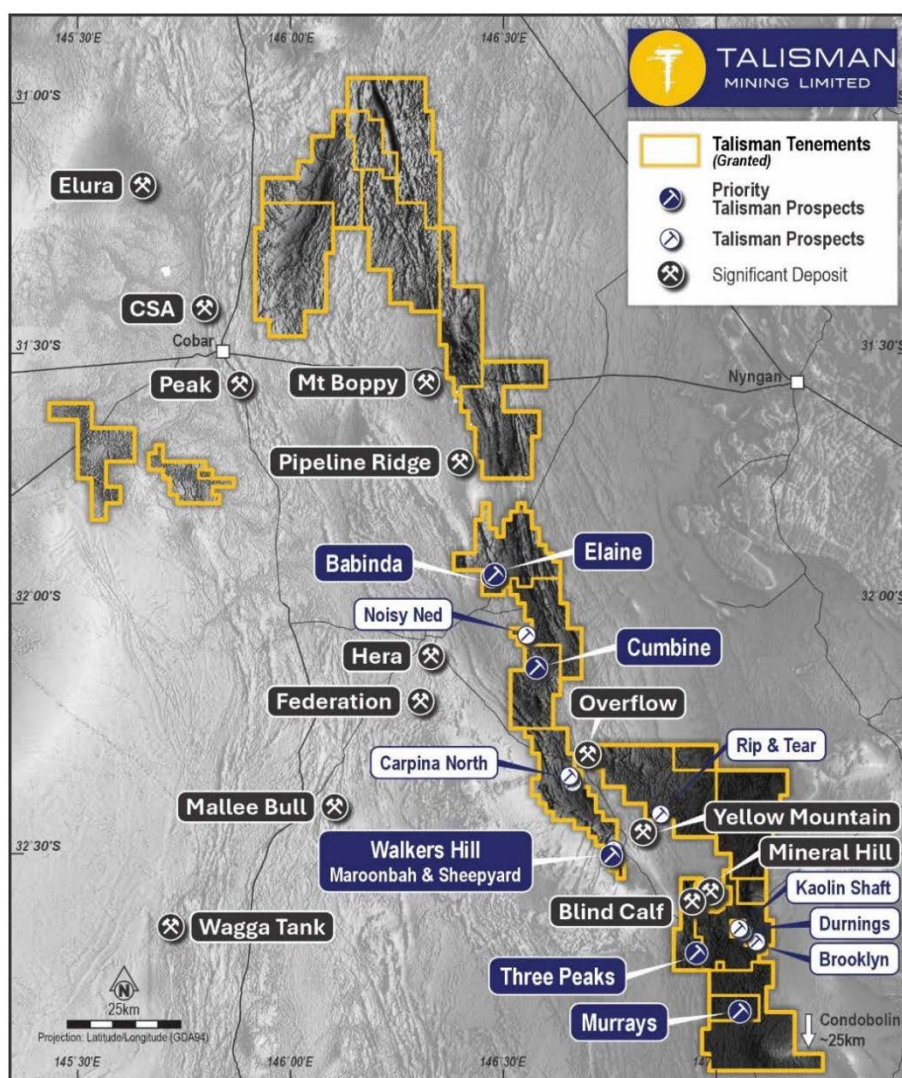 145°30'E
146°00'E
146°30'E
TALISMAN
MINING LIMITED
31°00'S
31°00'S
Talisman Tenements
(Granted)
Priority
Talisman Prospects
Talisman Prospects
Significant Deposit
Elura
CSA
Cobar
31°30'S
31°30'S
Peak
Mt Boppy
Nyngan
Pipeline Ridge
Babinda
Elaine
32°00'S
32°00'S
Noisy Ned
Hera
Cumbine
Federation
Overflow
Carpina North
Rip & Tear
Mallee Bull
Yellow Mountain
32°30'S
32°30'S
Walkers Hill
Maroonbah & Sheepyard
Mineral Hill
Kaolin Shaft
Blind Calf
Durnings
Wagga Tank
Brooklyn
Three Peaks
N
25km
Murrays
Condobolin
~25km
Projection: Latitude/Longitude (GDA94)
145°30'E
146°00'E
146°30'E